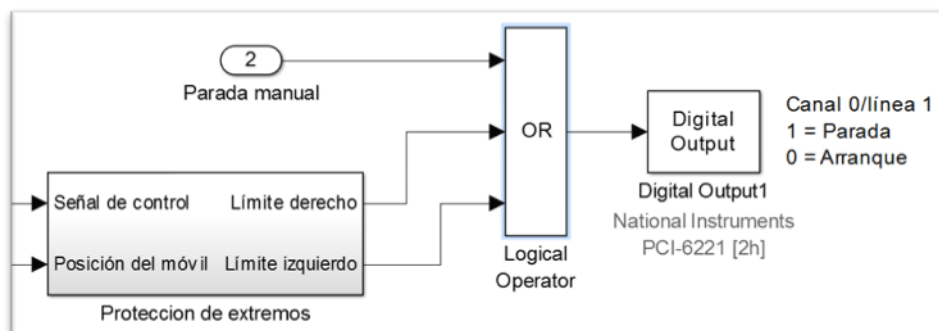 2
Parada manual
OR
Logical
Operator
Digital
Output
Digital Output1
National Instruments
PCI-6221 [2h]
Canal 0/línea 1
1 = Parada
0 = Arranque
Señal de control
Límite derecho
Posición del móvil
Límite izquierdo
Proteccion de extremos